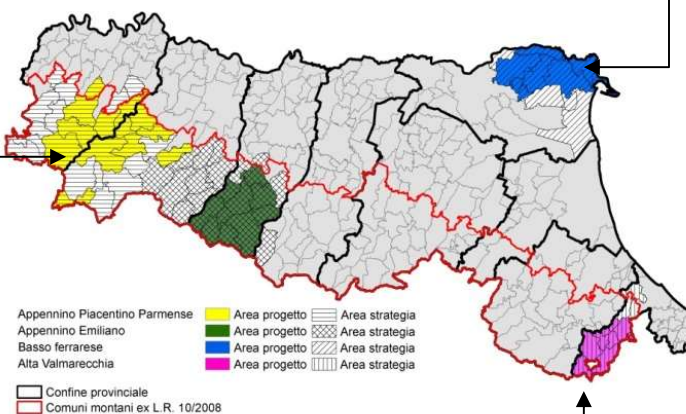 Appennino Piacentino Parmense Area progetto Area strategia
Appennino Emiliano Area progetto Area strategia
Basso ferrarese Area progetto Area strategia
Alta Valmarecchia Area progetto Area strategia
Confine provinciale
Comuni montani ex L.R. 10/2008